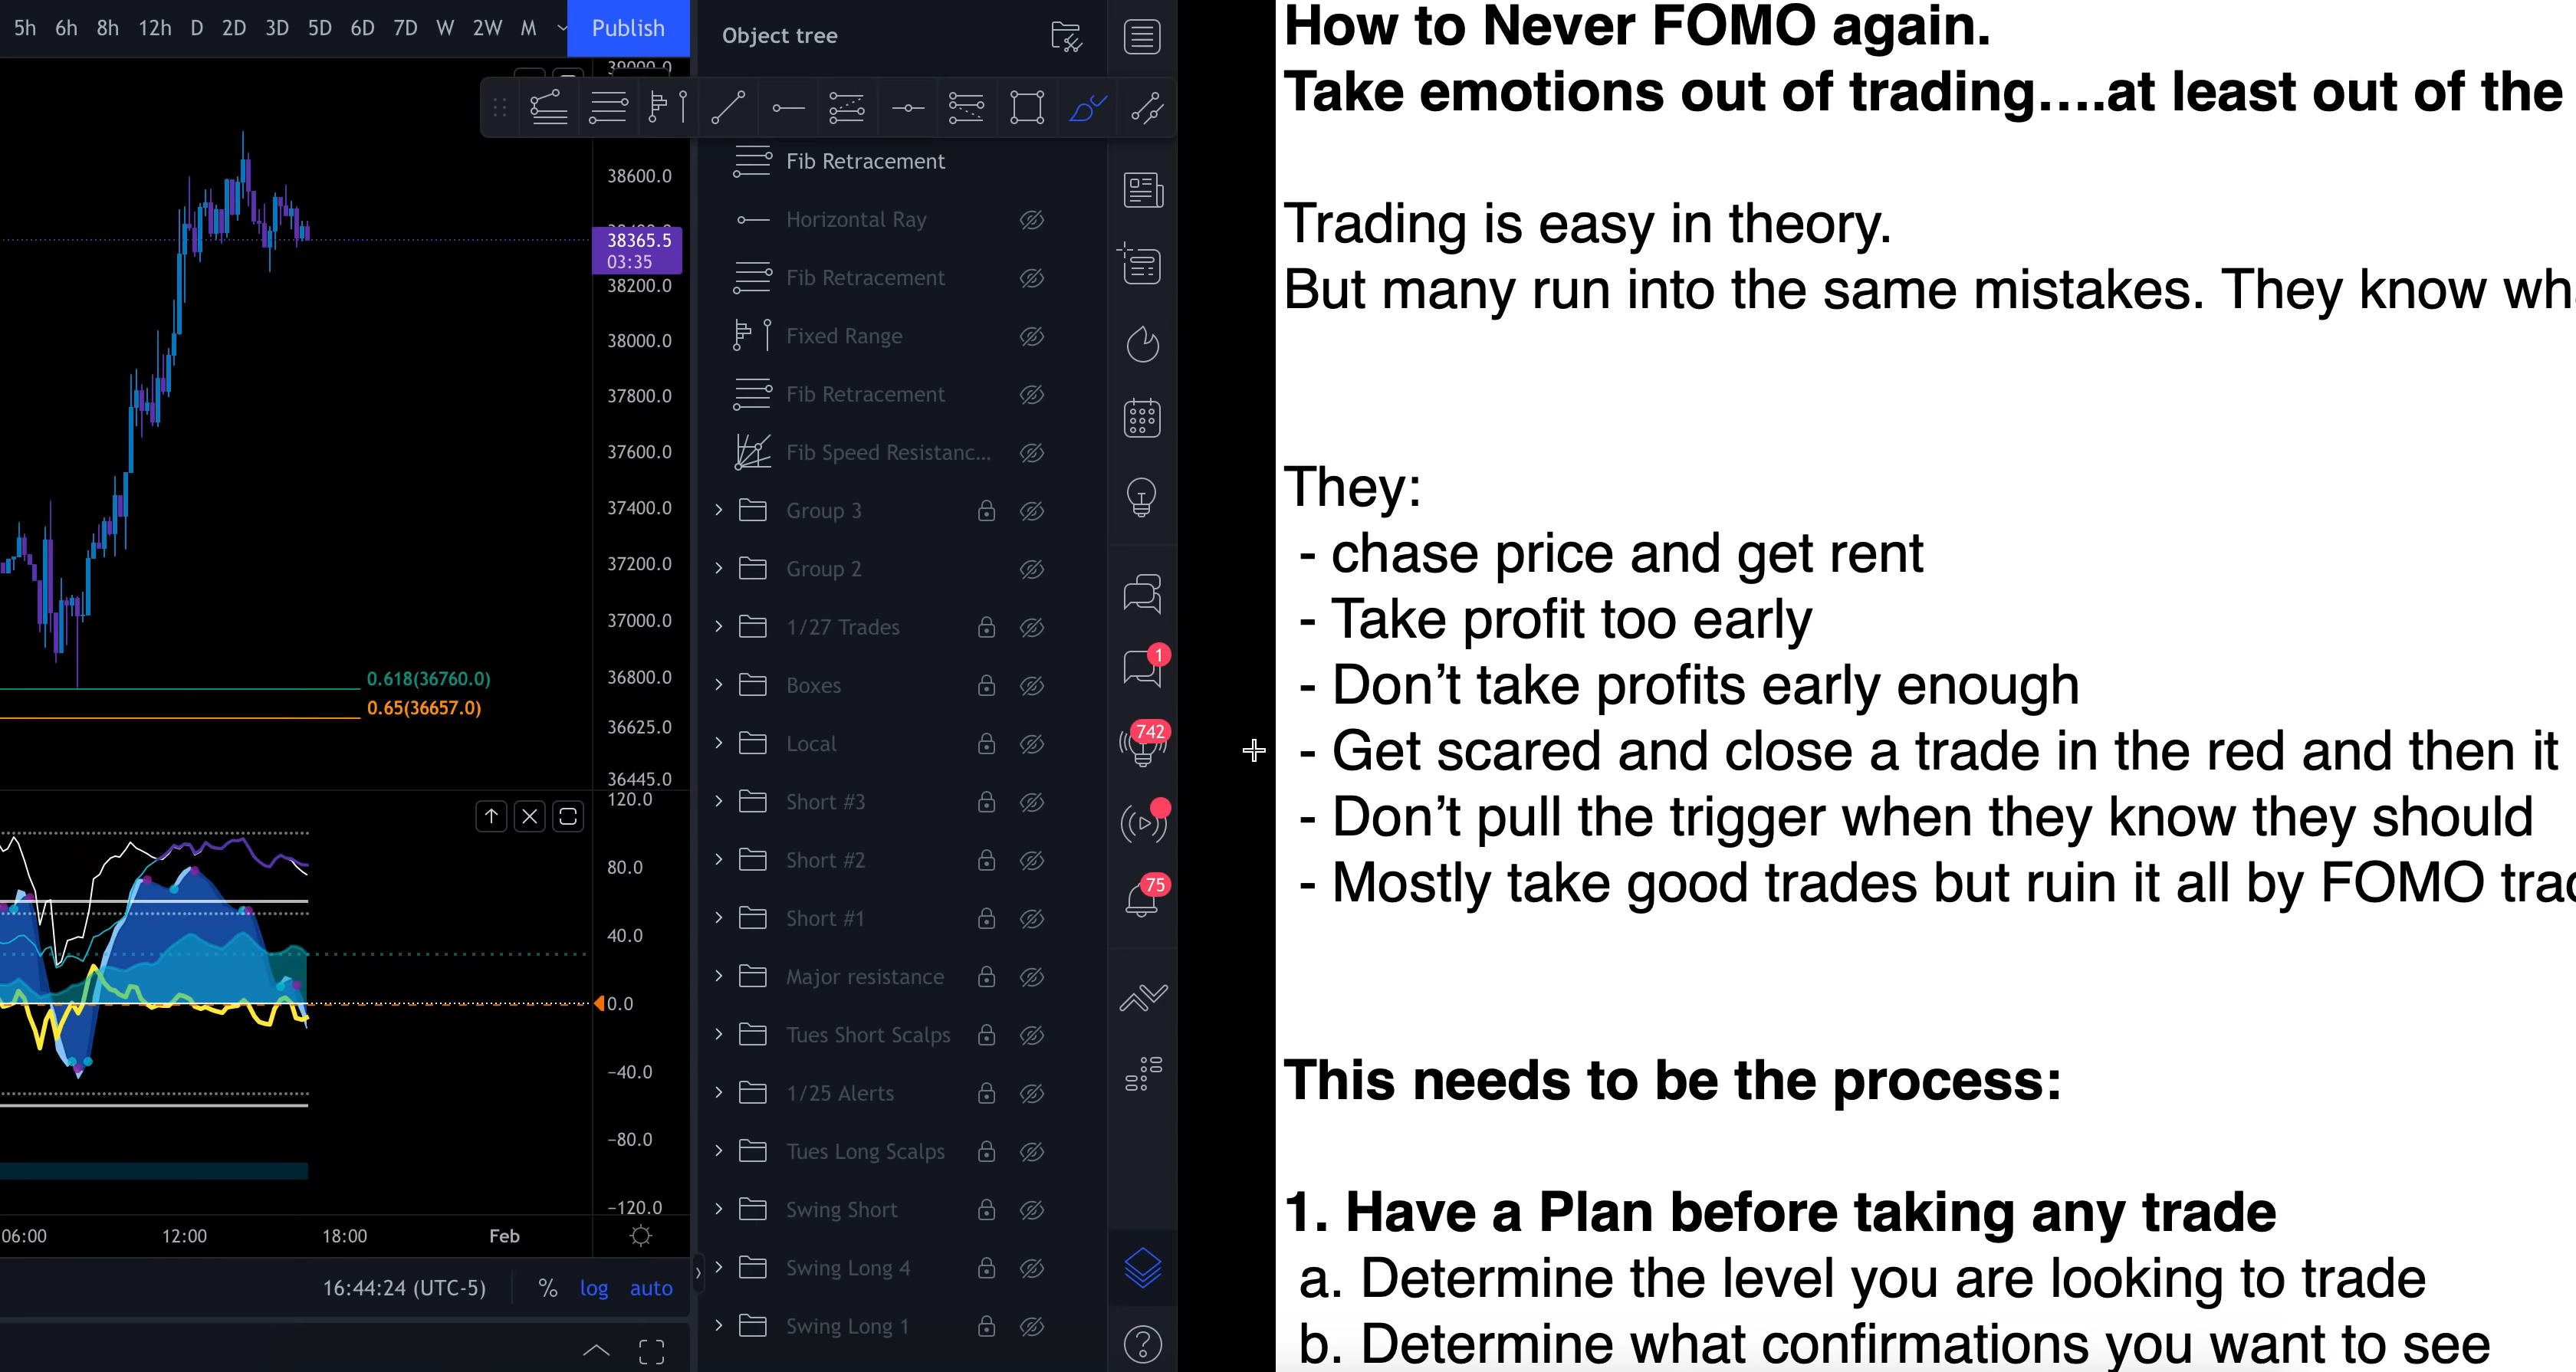 5h 6h 8h 12h D 2D 3D 5D 6D 7D W 2W M
Publish
38600.0
38365.5
03:35
38200.0
38000.0
37800.0
37600.0
37400.0
37200.0
37000.0
36800.0
36625.0
36445.0
0.618(36760.0)
0.65(36657.0)
120.0
80.0
40.0
0.0
−40.0
−80.0
−120.0
06:00 12:00 18:00 Feb
16:44:24 (UTC-5) % log auto
Object tree
Fib Retracement
Horizontal Ray
Fib Retracement
Fixed Range
Fib Retracement
Fib Speed Resistanc...
Group 3
Group 2
1/27 Trades
Boxes
Local
Short #3
Short #2
Short #1
Major resistance
Tues Short Scalps
1/25 Alerts
Tues Long Scalps
Swing Short
Swing Long 4
Swing Long 1
1
742
75
How to Never FOMO again.
Take emotions out of trading....at least out of the
Trading is easy in theory.
But many run into the same mistakes. They know
They:
- chase price and get rent
- Take profit too early
- Don’t take profits early enough
- Get scared and close a trade in the red and then it
- Don’t pull the trigger when they know they should
- Mostly take good trades but ruin it all by FOMO
This needs to be the process:
1. Have a Plan before taking any trade
a. Determine the level you are looking to trade
b. Determine what confirmations you want to see